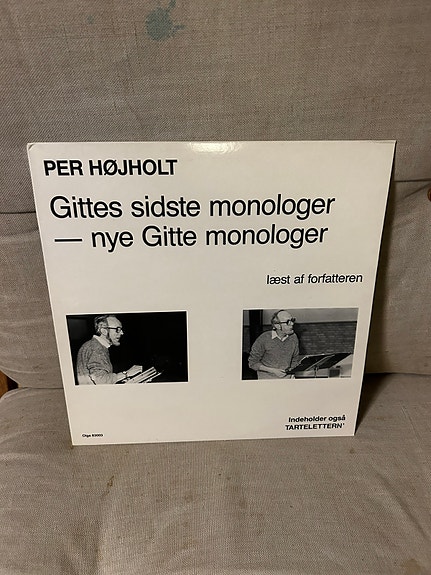 PER HØJHOLT
Gittes sidste monologer
— nye Gitte monologer
læst af forfatteren
Indeholder også
TARTELETTERN'